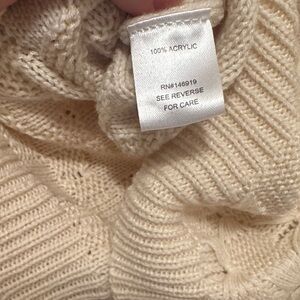 100% ACRYLIC
RN#146919
SEE REVERSE
FOR CARE